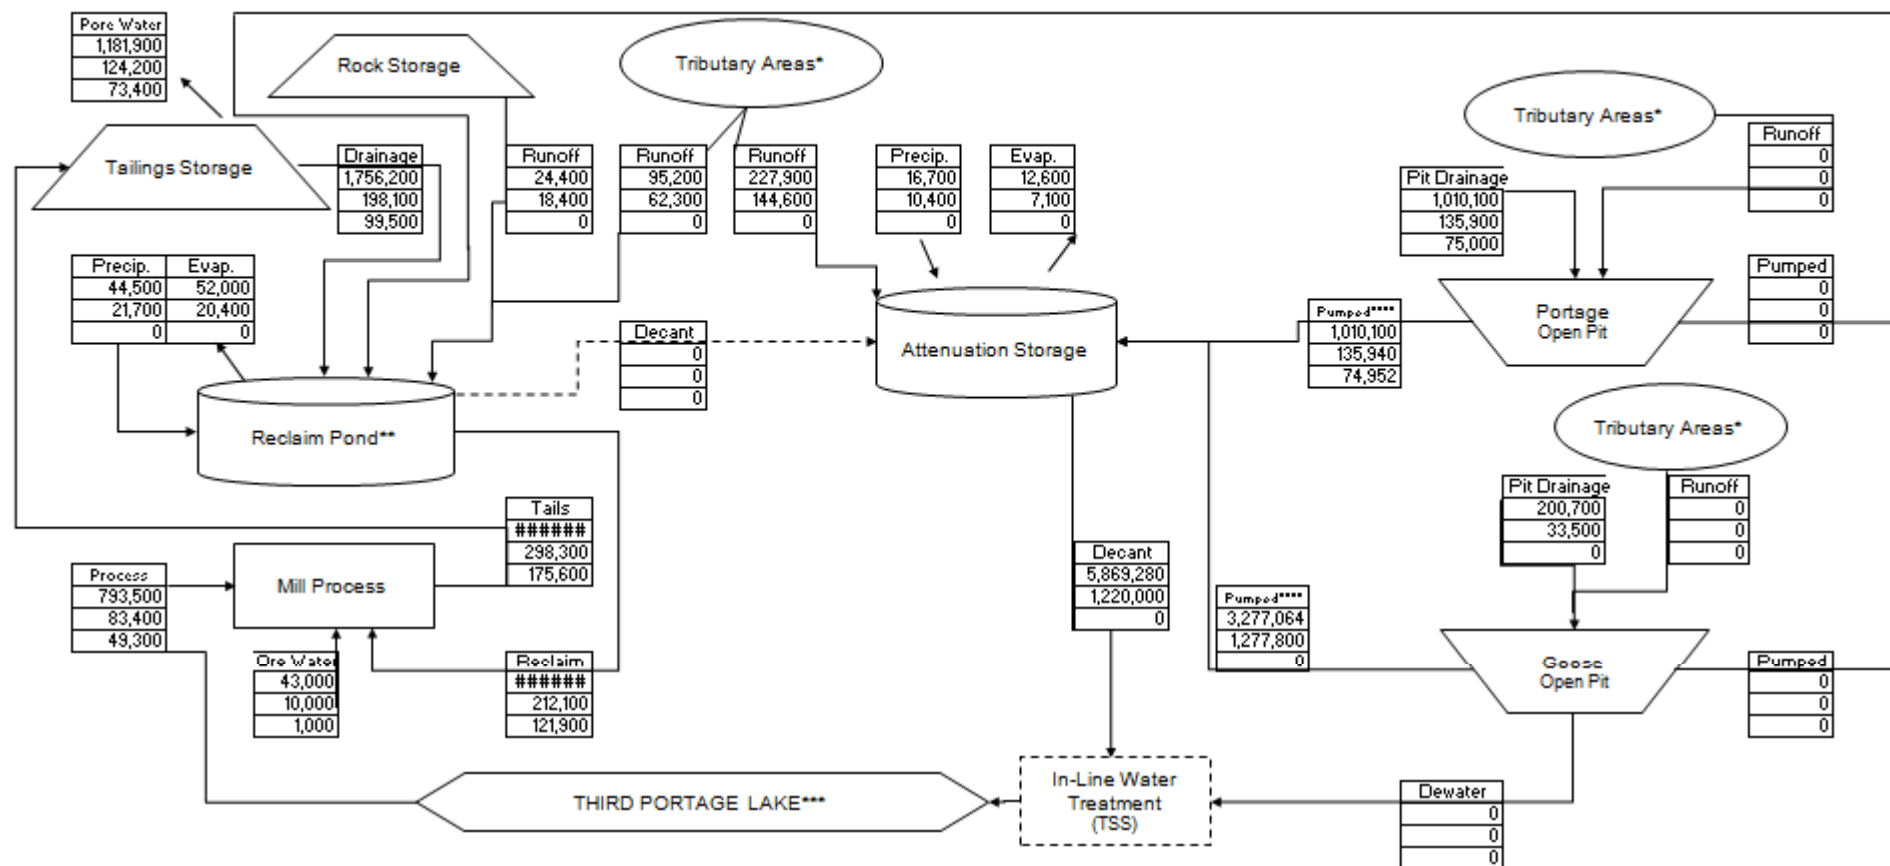 Pore Water
1,181,900
124,200
73,400
Rock Storage
Tributary Areas*
Tributary Areas*
Runoff
0
0
0
Tailings Storage
Drainage
1,756,200
198,100
99,500
Runoff
24,400
18,400
0
Runoff
95,200
62,300
0
Runoff
227,900
144,600
0
Precip.
16,700
10,400
0
Evap.
12,600
7,100
0
Pit Drainage
1,010,100
135,900
75,000
Precip.
44,500
21,700
0
Evap.
52,000
20,400
0
Pumped
0
0
0
Decant
0
0
0
Attenuation Storage
Pumped****
1,010,100
135,940
74,952
Portage
Open Pit
Reclaim Pond**
Tributary Areas*
Pit Drainage
200,700
33,500
0
Runoff
0
0
0
Tails
######
298,300
175,600
Process
793,500
83,400
49,300
Mill Process
Decant
5,869,280
1,220,000
0
Pumped****
3,277,064
1,277,800
0
Ore Water
43,000
10,000
1,000
Reclaim
######
212,100
121,900
Goose
Open Pit
Pumped
0
0
0
THIRD PORTAGE LAKE***
In-Line Water
Treatment
(TSS)
Dewater
0
0
0